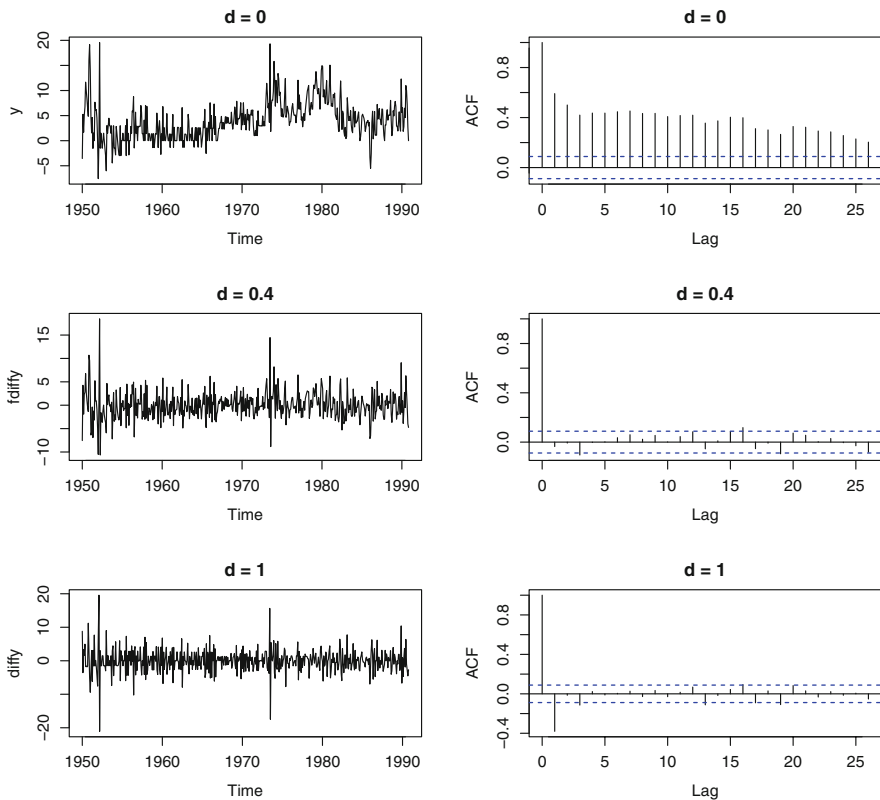 d = 0
d = 0
y
−5 0 5 10 20
1950 1960 1970 1980 1990
Time
ACF
0.0 0.4 0.8
0 5 10 15 20 25
Lag
d = 0.4
d = 0.4
fdiffy
−10 0 5 15
1950 1960 1970 1980 1990
Time
ACF
0.0 0.4 0.8
0 5 10 15 20 25
Lag
d = 1
d = 1
diffy
−20 0 10 20
1950 1960 1970 1980 1990
Time
ACF
−0.4 0.0 0.4 0.8
0 5 10 15 20 25
Lag